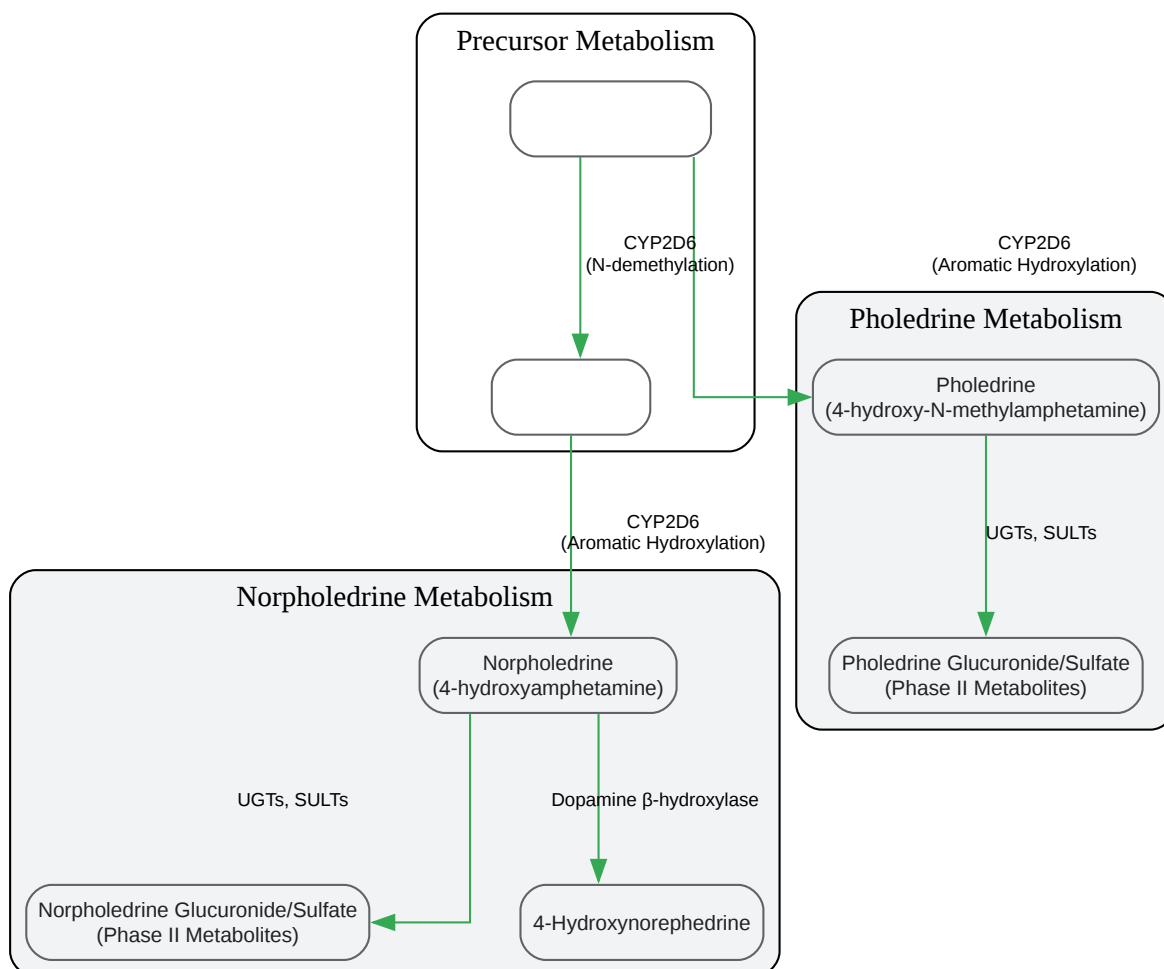 Precursor Metabolism
CYP2D6
(N-demethylation)
CYP2D6
(Aromatic Hydroxylation)
Pholedrine Metabolism
Pholedrine
(4-hydroxy-N-methylamphetamine)
CYP2D6
(Aromatic Hydroxylation)
UGTs, SULTs
Norpholedrine Metabolism
Norpholedrine
(4-hydroxyamphetamine)
Pholedrine Glucuronide/Sulfate
(Phase II Metabolites)
UGTs, SULTs
Dopamine β-hydroxylase
Norpholedrine Glucuronide/Sulfate
(Phase II Metabolites)
4-Hydroxynorephedrine